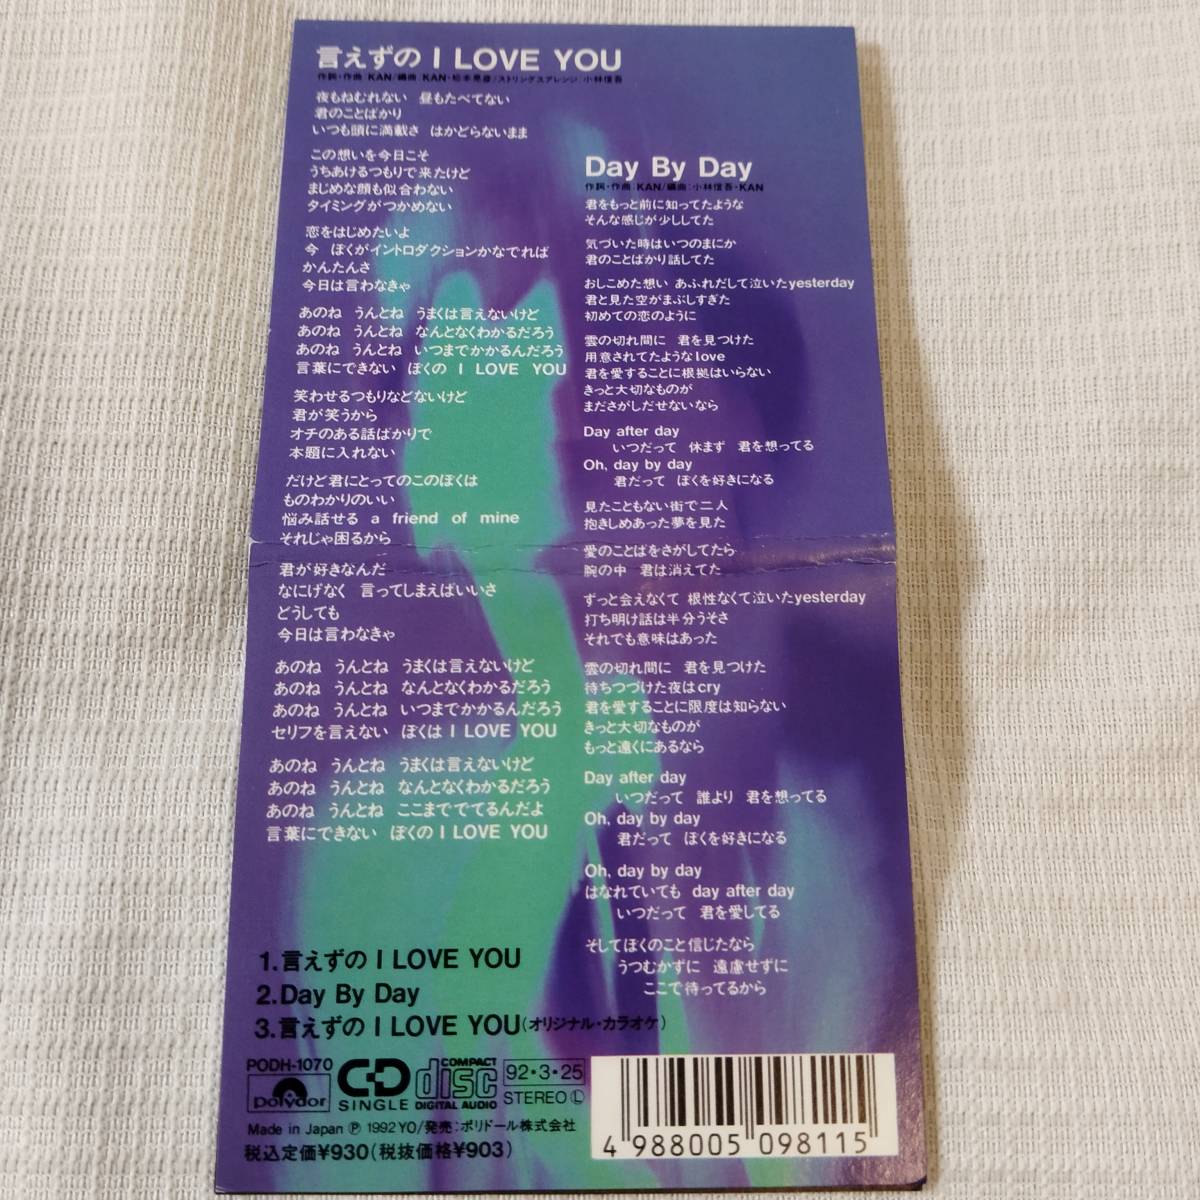 言えずの I LOVE YOU
作詞・作曲:KAN/編曲:KAN・松本晃彦/ストリングスアレンジ:小林信吾
夜もねむれない 昼もたべてない
君のことばかり
いつも頭に満載さ はかどらないまま
この想いを今日こそ
うちあけるつもりで来たけど
まじめな顔も似合わない
タイミングがつかめない
恋をはじめたいよ
今 ぼくがイントロダクションかなでれば
かんたんさ
今日は言わなきゃ
あのね うんとね うまくは言えないけど
あのね うんとね なんとなくわかるだろう
あのね うんとね いつまでかかるんだろう
言葉にできない ぼくの I LOVE YOU
笑わせるつもりなどないけど
君が笑うから
オチのある話ばかりで
本題に入れない
だけど君にとってのこのぼくは
ものわかりのいい
悩み話せる a friend of mine
それじゃ困るから
君が好きなんだ
なにげなく 言ってしまえばいいさ
どうしても
今日は言わなきゃ
あのね うんとね うまくは言えないけど
あのね うんとね なんとなくわかるだろう
あのね うんとね いつまでかかるんだろう
セリフを言えない ぼくは I LOVE YOU
あのね うんとね うまくは言えないけど
あのね うんとね なんとなくわかるだろう
あのね うんとね ここまででてるんだよ
言葉にできない ぼくの I LOVE YOU
Day By Day
作詞・作曲:KAN/編曲:小林信吾・KAN
君をもっと前に知ってたような
そんな感じが少ししてた
気づいた時はいつのまにか
君のことばかり話してた
おしこめた想い あふれだして泣いたyesterday
君と見た空がまぶしすぎた
初めての恋のように
雲の切れ間に 君を見つけた
用意されてたようなlove
君を愛することに根拠はいらない
きっと大切なものが
まださがしだせないなら
Day after day
いつだって 休まず 君を想ってる
Oh, day by day
君だって ぼくを好きになる
見たこともない街で二人
抱きしめあった夢を見た
愛のことばをさがしてたら
腕の中 君は消えてた
ずっと会えなくて 根性なくて泣いたyesterday
打ち明け話は半分うそさ
それでも意味はあった
雲の切れ間に 君を見つけた
待ちつづけた夜はcry
君を愛することに限度は知らない
きっと大切なものが
もっと遠くにあるなら
Day after day
いつだって 誰より 君を想ってる
Oh, day by day
君だって ぼくを好きになる
Oh, day by day
はなれていても day after day
いつだって 君を愛してる
そしてぼくのこと信じたなら
うつむかずに 遠慮せずに
ここで待ってるから
1.言えずの I LOVE YOU
2.Day By Day
3.言えずの I LOVE YOU(オリジナル・カラオケ)
PODH-1070
polydor
CD SINGLE
COMPACT disc DIGITAL AUDIO
92・3・25
STEREO Ⓛ
Made in Japan Ⓟ 1992 YO/発売:ポリドール株式会社
税込定価¥930(税抜価格¥903)
4 988005 098115